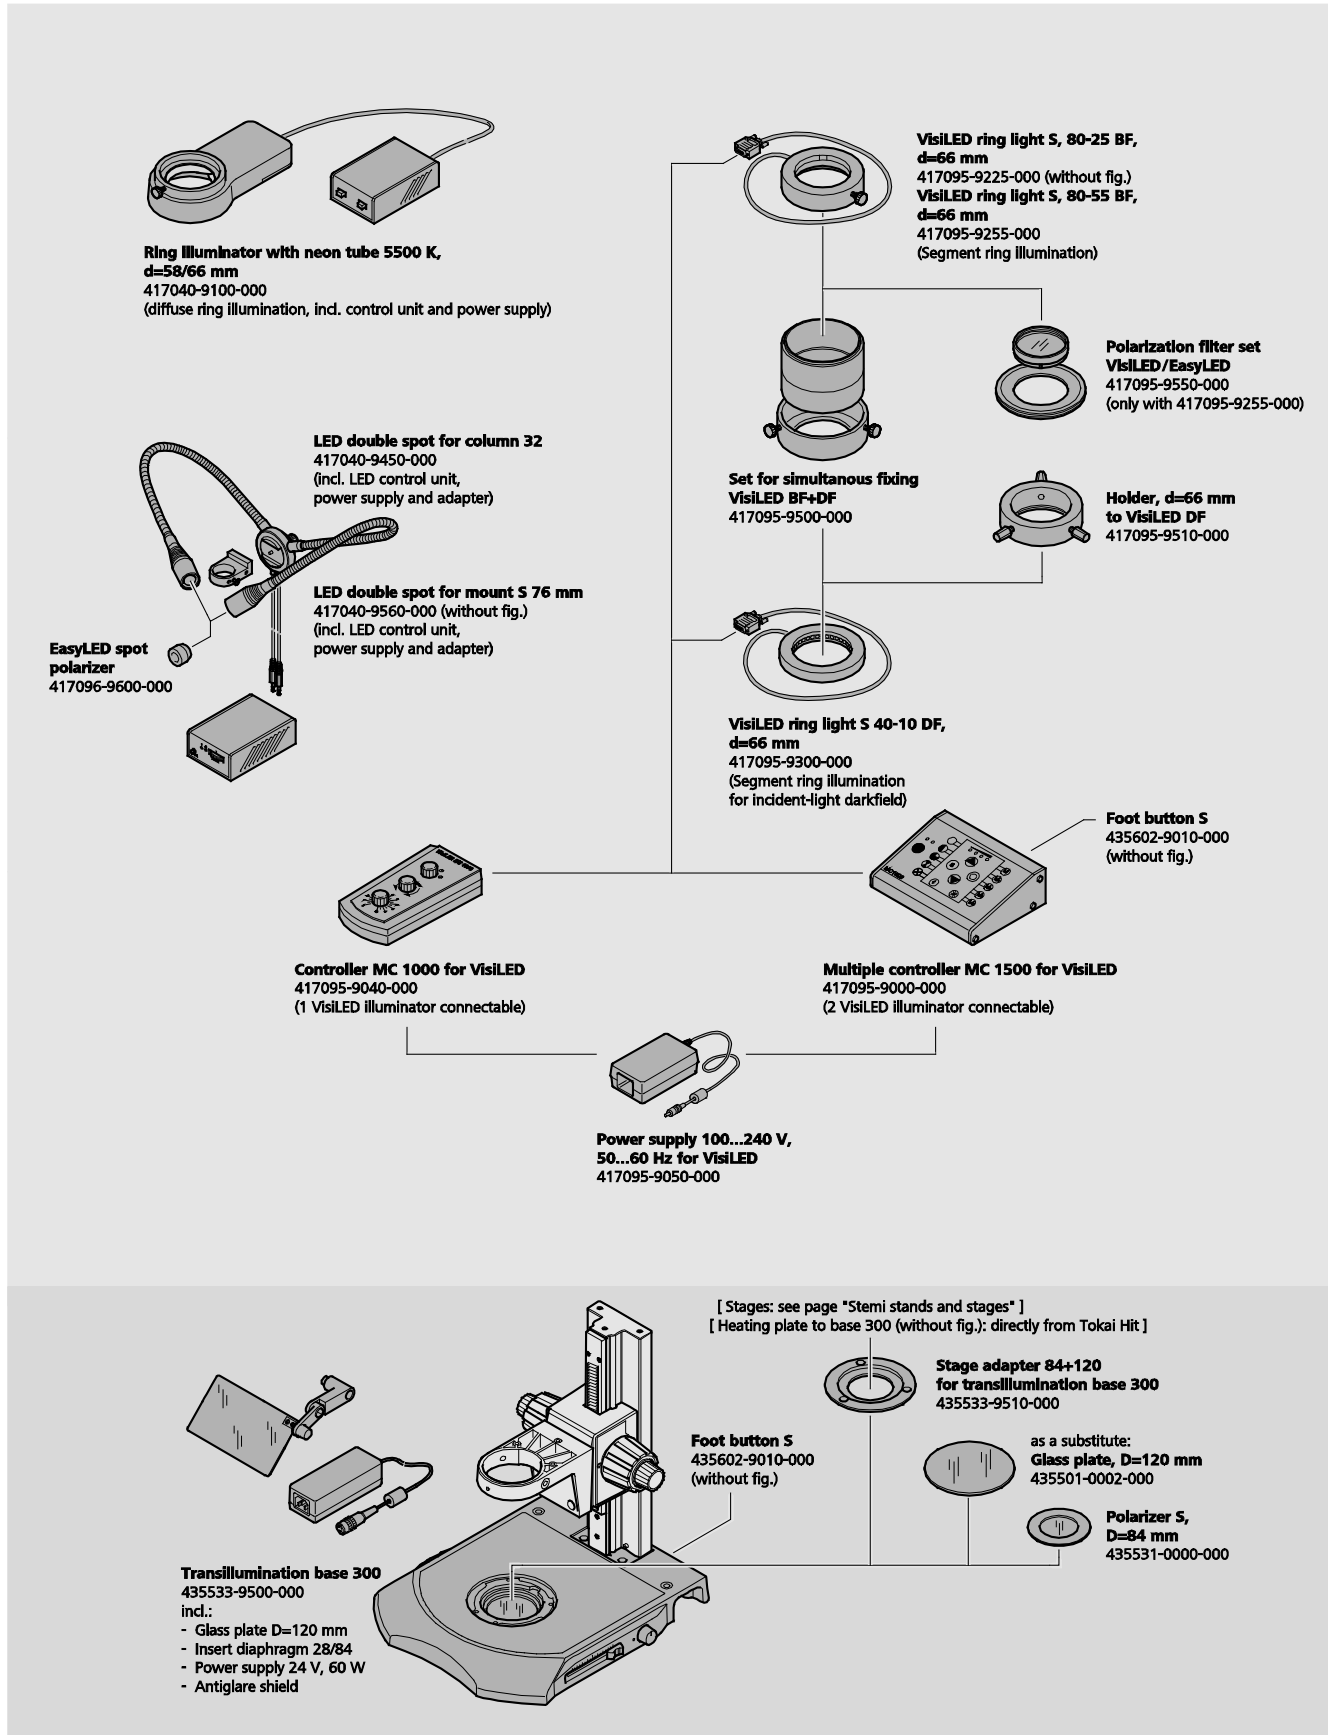 VisiLED ring light S, 80-25 BF,
d=66 mm
417095-9225-000 (without fig.)
VisiLED ring light S, 80-55 BF,
d=66 mm
417095-9255-000
(Segment ring illumination)
Ring illuminator with neon tube 5500 K,
d=58/66 mm
417040-9100-000
(diffuse ring illumination, incl. control unit and power supply)
Polarization filter set
VisiLED/EasyLED
417095-9550-000
(only with 417095-9255-000)
LED double spot for column 32
417040-9450-000
(incl. LED control unit,
power supply and adapter)
Set for simultanous fixing
VisiLED BF+DF
417095-9500-000
Holder, d=66 mm
to VisiLED DF
417095-9510-000
LED double spot for mount S 76 mm
417040-9560-000 (without fig.)
(incl. LED control unit,
power supply and adapter)
EasyLED spot
polarizer
417096-9600-000
VisiLED ring light S 40-10 DF,
d=66 mm
417095-9300-000
(Segment ring illumination
for incident-light darkfield)
Foot button S
435602-9010-000
(without fig.)
Controller MC 1000 for VisiLED
417095-9040-000
(1 VisiLED illuminator connectable)
Multiple controller MC 1500 for VisiLED
417095-9000-000
(2 VisiLED illuminator connectable)
Power supply 100...240 V,
50...60 Hz for VisiLED
417095-9050-000
[ Stages: see page "Stemi stands and stages" ]
[ Heating plate to base 300 (without fig.): directly from Tokai Hit ]
Stage adapter 84+120
for transillumination base 300
435533-9510-000
Foot button S
435602-9010-000
(without fig.)
as a substitute:
Glass plate, D=120 mm
435501-0002-000
Polarizer S,
D=84 mm
435531-0000-000
Transillumination base 300
435533-9500-000
incl.:
- Glass plate D=120 mm
- Insert diaphragm 28/84
- Power supply 24 V, 60 W
- Antiglare shield